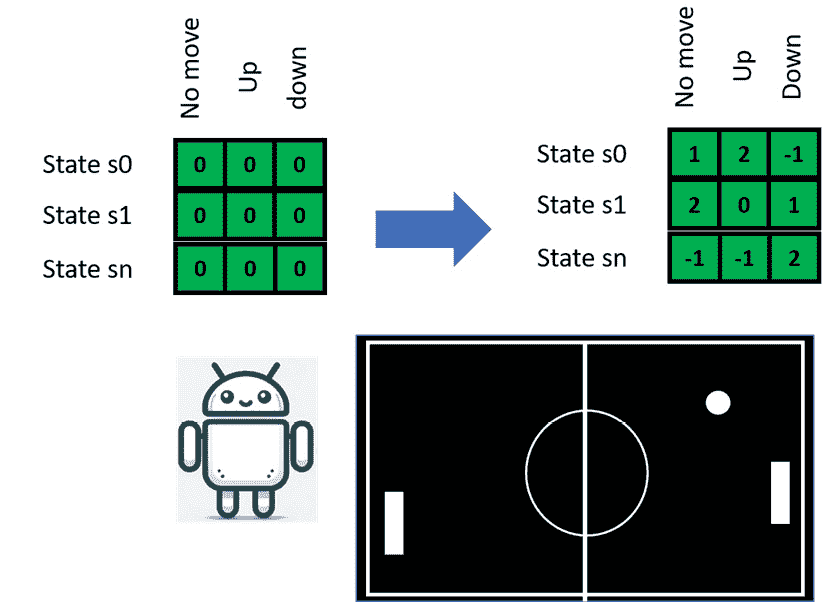 No move Up down
State s0 0 0 0
State s1 0 0 0
State sn 0 0 0
No move Up Down
State s0 1 2 -1
State s1 2 0 1
State sn -1 -1 2